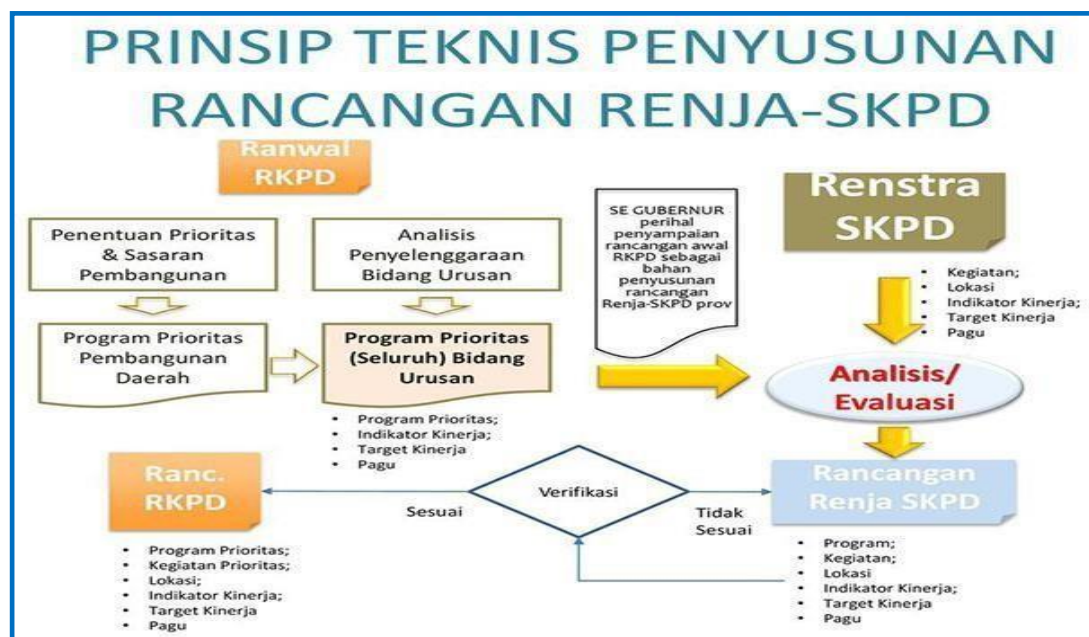 PRINSIP TEKNIS PENYUSUNAN
RANCANGAN RENJA-SKPD
Ranwal
RKPD
Penentuan Prioritas
& Sasaran
Pembangunan
Analisis
Penyelenggaraan
Bidang Urusan
SE GUBERNUR
perihal
penyampaian
rancangan awal
RKPD sebagai
bahan
penyusunan
rancangan
Renja-SKPD prov
Renstra
SKPD
• Kegiatan;
• Lokasi
• Indikator Kinerja;
• Target Kinerja
• Pagu
Program Prioritas
Pembangunan
Daerah
Program Prioritas
(Seluruh) Bidang
Urusan
• Program Prioritas;
• Indikator Kinerja;
• Target Kinerja
• Pagu
Analisis/
Evaluasi
Ranc.
RKPD
Sesuai
Verifikasi
Tidak
Sesuai
Rancangan
Renja SKPD
• Program Prioritas;
• Kegiatan Prioritas;
• Lokasi;
• Indikator Kinerja;
• Target Kinerja
• Pagu
• Program;
• Kegiatan;
• Lokasi
• Indikator Kinerja;
• Target Kinerja
• Pagu